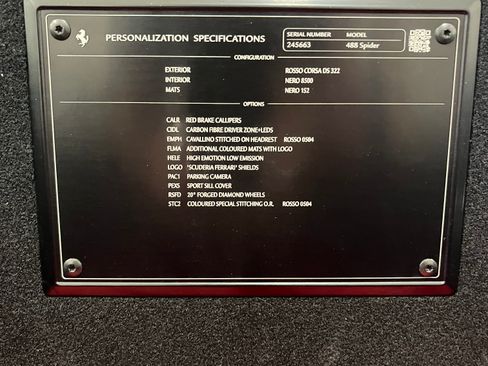 PERSONALIZATION SPECIFICATIONS
SERIAL NUMBER MODEL
245663 488 Spider
CONFIGURATION
EXTERIOR ROSSO CORSA DS 322
INTERIOR NERO 8500
MATS NERO 152
OPTIONS
CALR RED BRAKE CALLIPERS
CIDL CARBON FIBRE DRIVER ZONE+LEDS
EMPH CAVALLINO STITCHED ON HEADREST ROSSO 0504
FLMA ADDITIONAL COLOURED MATS WITH LOGO
HELE HIGH EMOTION LOW EMISSION
LOGO "SCUDERIA FERRARI" SHIELDS
PAC1 PARKING CAMERA
PEXS SPORT SILL COVER
RSFD 20" FORGED DIAMOND WHEELS
STC2 COLOURED SPECIAL STITCHING O.R. ROSSO 0504